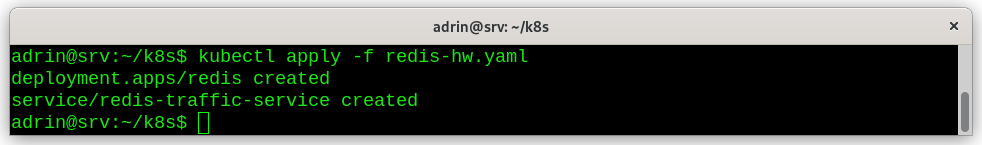 adrin@srv: ~/k8s
adrin@srv:~/k8s$ kubectl apply -f redis-hw.yaml
deployment.apps/redis created
service/redis-traffic-service created
adrin@srv:~/k8s$